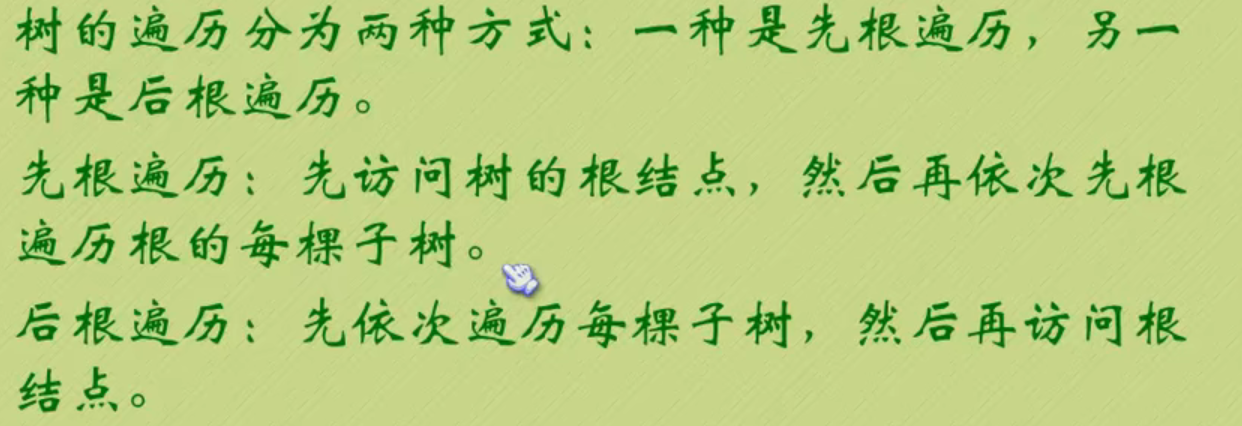 树的遍历分为两种方式：一种是先根遍历，另一
种是后根遍历。
先根遍历：先访问树的根结点，然后再依次先根
遍历根的每棵子树。
后根遍历：先依次遍历每棵子树，然后再访问根
结点。